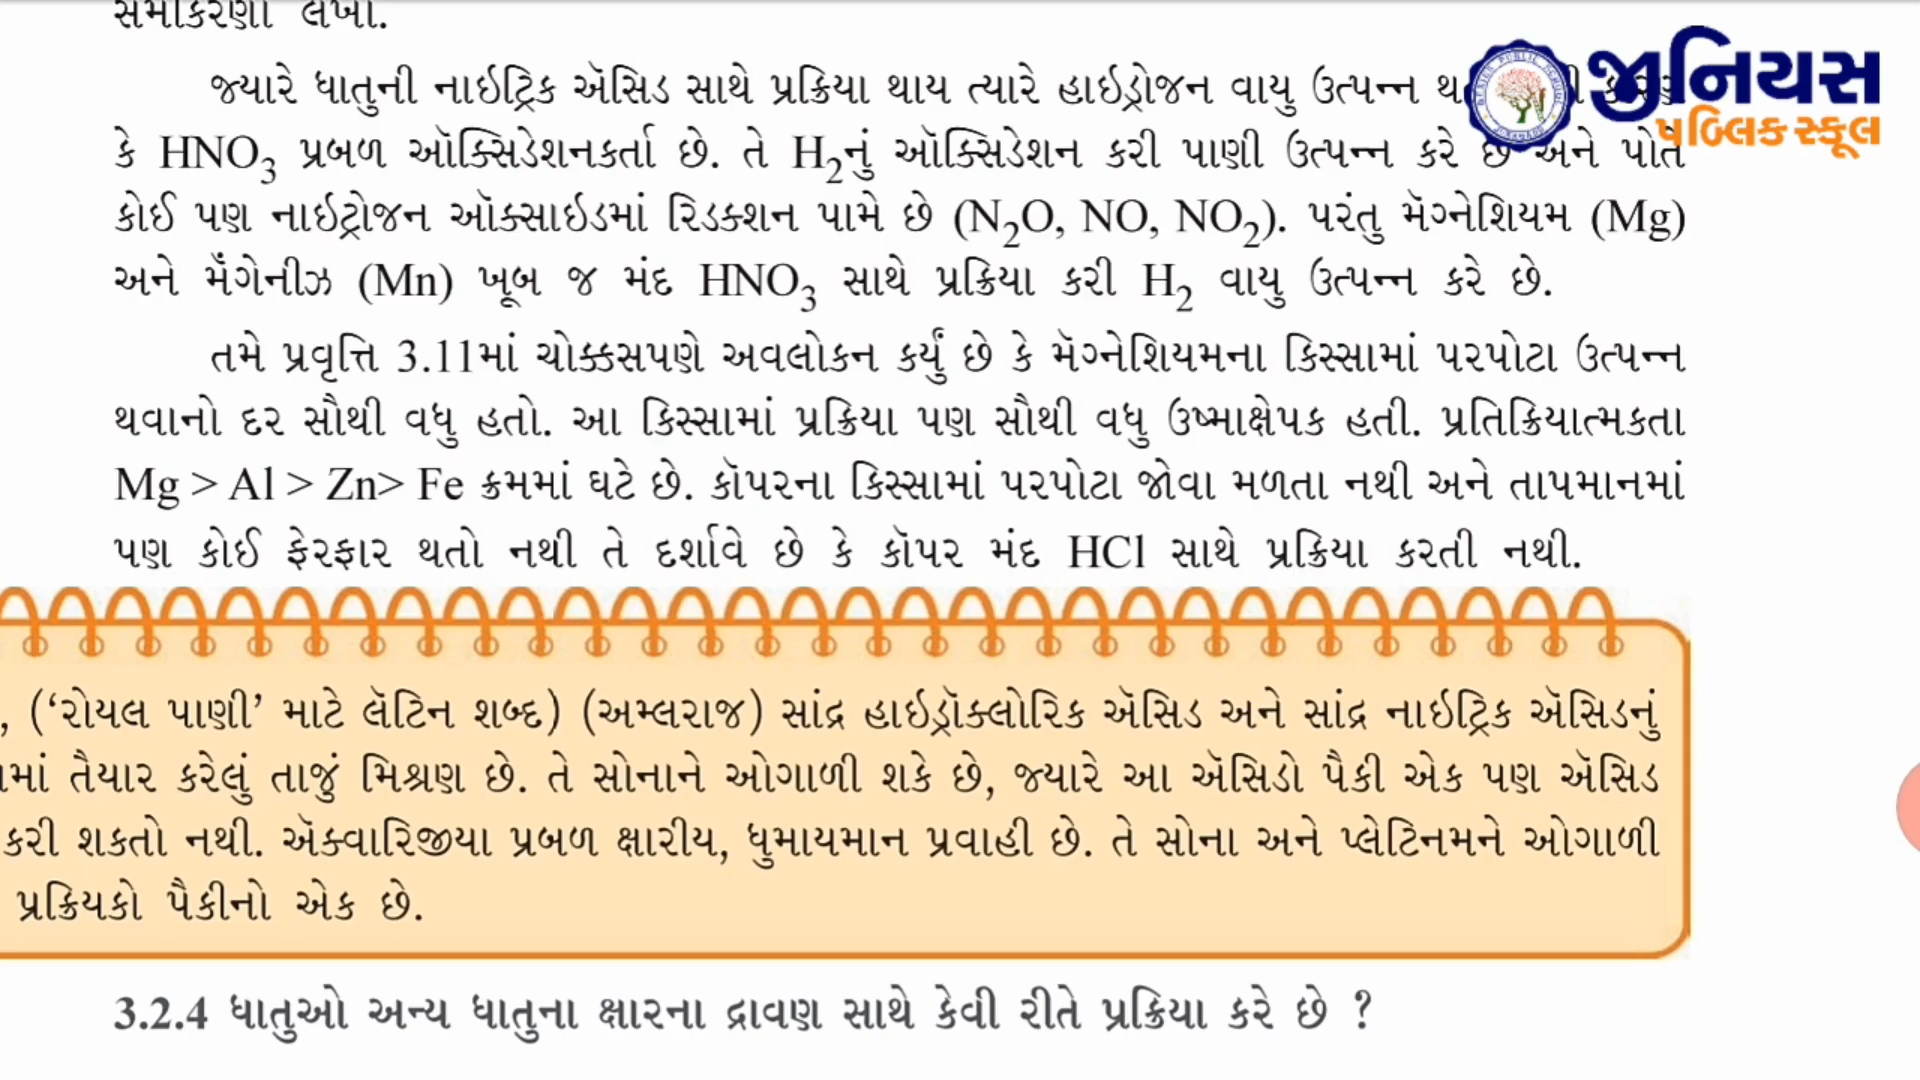 સમીકરણો લખો.
જીનિયસ
પબ્લિક સ્કૂલ
જ્યારે ધાતુની નાઇટ્રિક ઍસિડ સાથે પ્રક્રિયા થાય ત્યારે હાઇડ્રોજન વાયુ ઉત્પન્ન
કે HNO3 પ્રબળ ઑક્સિડેશનકર્તા છે. તે H2નું ઑક્સિડેશન કરી પાણી ઉત્પન્ન કરે છે અને પોતે
કોઈ પણ નાઇટ્રોજન ઑક્સાઇડમાં રિડક્શન પામે છે (N2O, NO, NO2). પરંતુ મૅગ્નેશિયમ (Mg)
અને મૅંગેનીઝ (Mn) ખૂબ જ મંદ HNO3 સાથે પ્રક્રિયા કરી H2 વાયુ ઉત્પન્ન કરે છે.
તમે પ્રવૃત્તિ 3.11માં ચોક્કસપણે અવલોકન કર્યું છે કે મૅગ્નેશિયમના કિસ્સામાં પરપોટા ઉત્પન્ન
થવાનો દર સૌથી વધુ હતો. આ કિસ્સામાં પ્રક્રિયા પણ સૌથી વધુ ઉષ્માક્ષેપક હતી. પ્રતિક્રિયાત્મકતા
Mg > Al > Zn> Fe ક્રમમાં ઘટે છે. કૉપરના કિસ્સામાં પરપોટા જોવા મળતા નથી અને તાપમાનમાં
પણ કોઈ ફેરફાર થતો નથી તે દર્શાવે છે કે કૉપર મંદ HCl સાથે પ્રક્રિયા કરતી નથી.
, (‘રોયલ પાણી’ માટે લૅટિન શબ્દ) (અમ્લરાજ) સાંદ્ર હાઇડ્રૉક્લોરિક ઍસિડ અને સાંદ્ર નાઇટ્રિક ઍસિડનું
તૈયાર કરેલું તાજું મિશ્રણ છે. તે સોનાને ઓગાળી શકે છે, જ્યારે આ ઍસિડો પૈકી એક પણ ઍસિડ
કરી શકતો નથી. ઍક્વારિજીયા પ્રબળ ક્ષારીય, ધુમાયમાન પ્રવાહી છે. તે સોના અને પ્લેટિનમને ઓગાળી
પ્રક્રિયકો પૈકીનો એક છે.
3.2.4 ધાતુઓ અન્ય ધાતુના ક્ષારના દ્રાવણ સાથે કેવી રીતે પ્રક્રિયા કરે છે ?